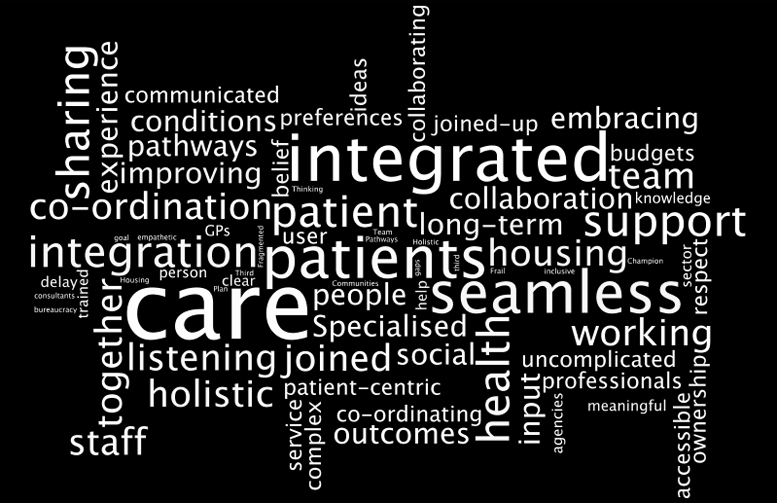 sharing
experience
communicated
ideas
collaborating
conditions
preferences
joined-up
embracing
pathways
belief
integrated
budgets
improving
Thinking
team
co-ordination
patient
collaboration
knowledge
long-term
support
integration
goal
empathetic
GPs
Fragmented
user
Team
Pathways
Holistic
patients
housing
Champion
sector
respect
delay
trained
Housing
person
Third
clear
Plan
Communities
gaps
third
Frail
inclusive
consultants
bureaucracy
together
care
people
help
seamless
Specialised
health
working
listening
joined
social
uncomplicated
ownership
holistic
patient-centric
input
professionals
service
complex
co-ordinating
agencies
meaningful
accessible
staff
outcomes